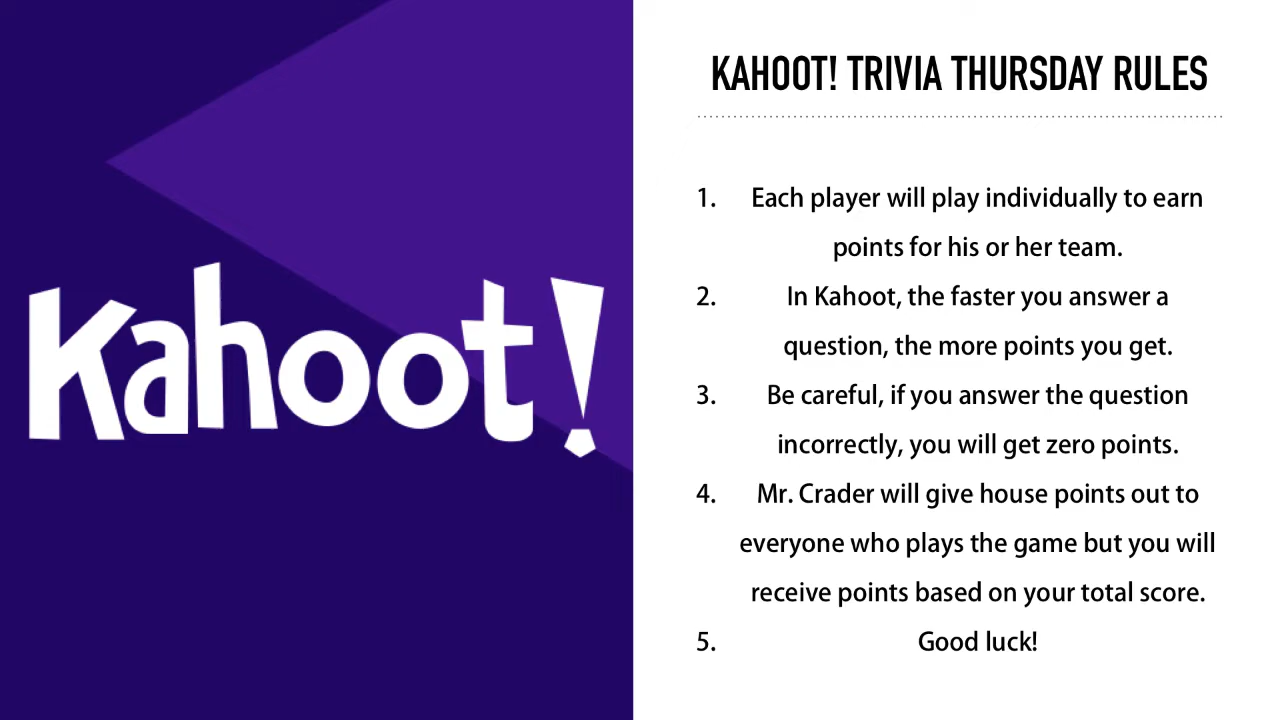 Kahoot!
KAHOOT! TRIVIA THURSDAY RULES
1. Each player will play individually to earn
points for his or her team.
2. In Kahoot, the faster you answer a
question, the more points you get.
3. Be careful, if you answer the question
incorrectly, you will get zero points.
4. Mr. Crader will give house points out to
everyone who plays the game but you will
receive points based on your total score.
5. Good luck!